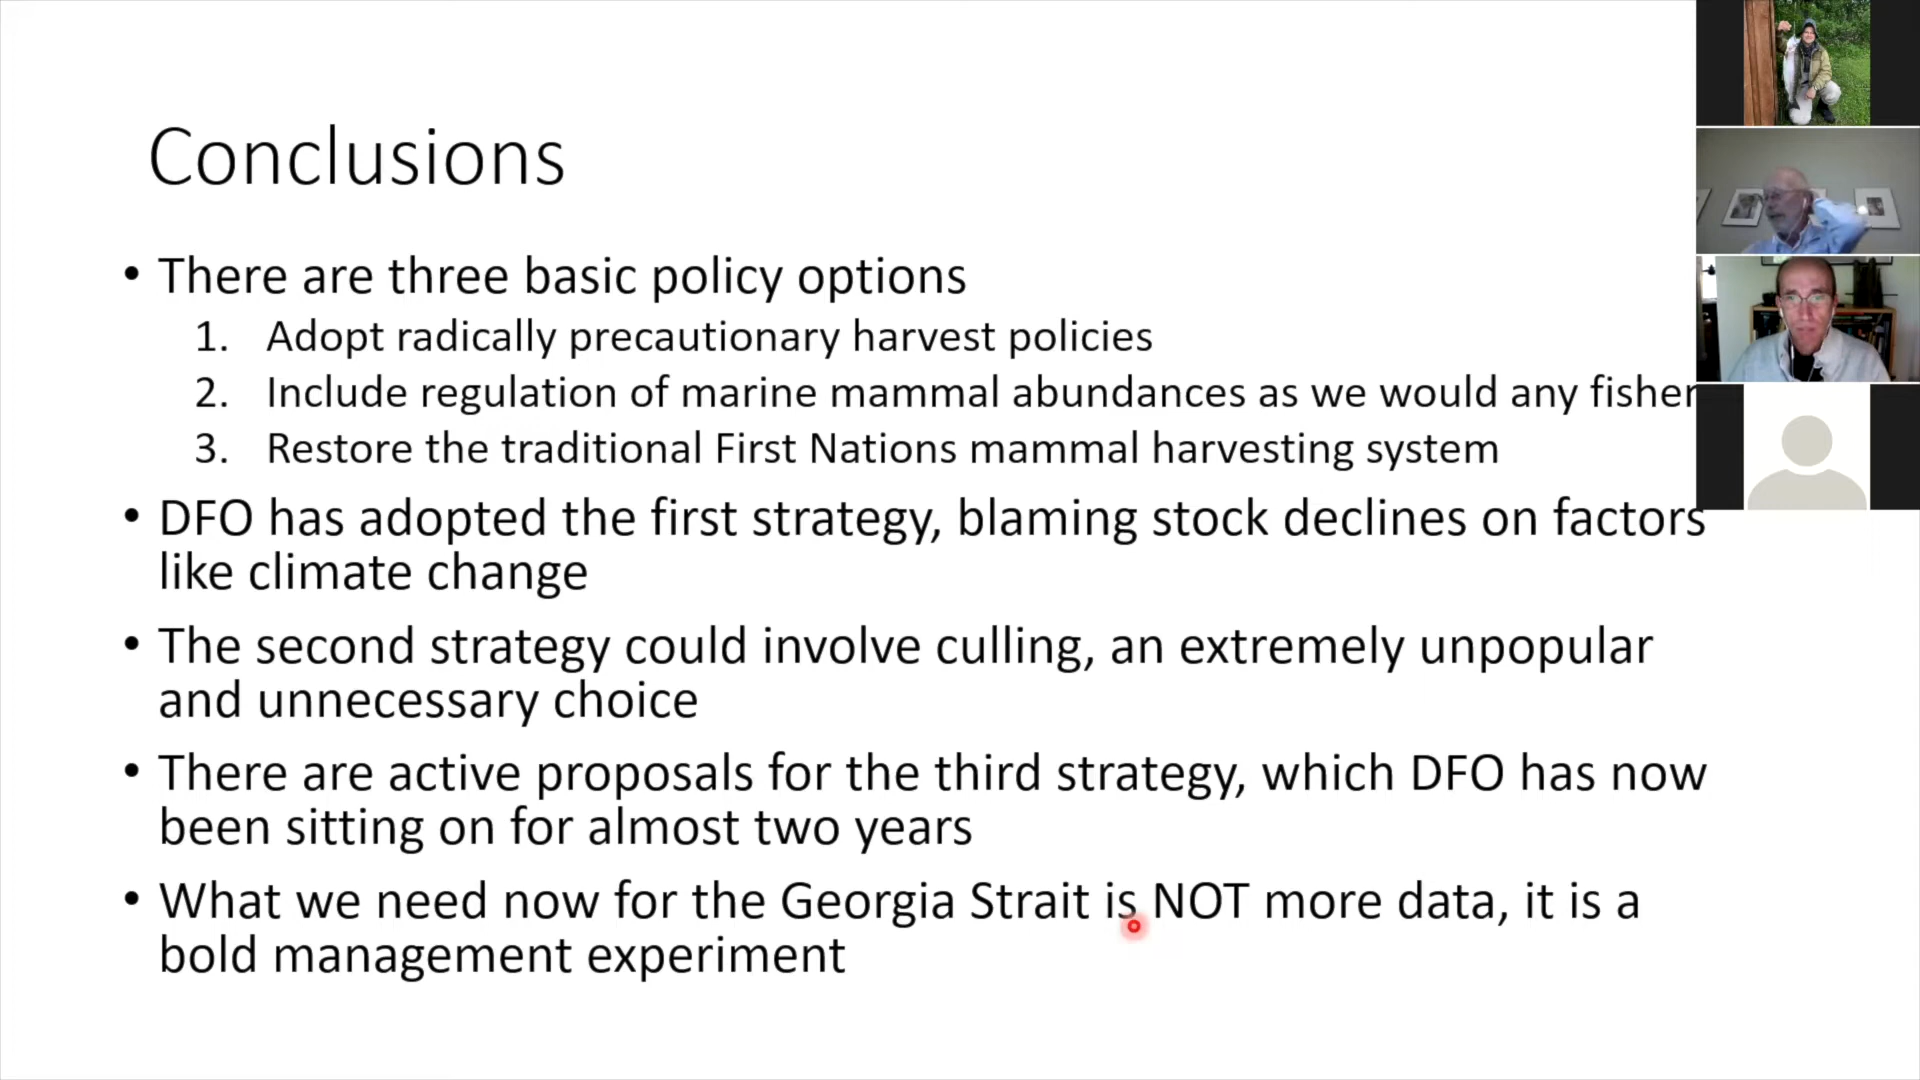 Conclusions
• There are three basic policy options
1. Adopt radically precautionary harvest policies
2. Include regulation of marine mammal abundances as we would any fisher
3. Restore the traditional First Nations mammal harvesting system
• DFO has adopted the first strategy, blaming stock declines on factors
like climate change
• The second strategy could involve culling, an extremely unpopular
and unnecessary choice
• There are active proposals for the third strategy, which DFO has now
been sitting on for almost two years
• What we need now for the Georgia Strait is NOT more data, it is a
bold management experiment